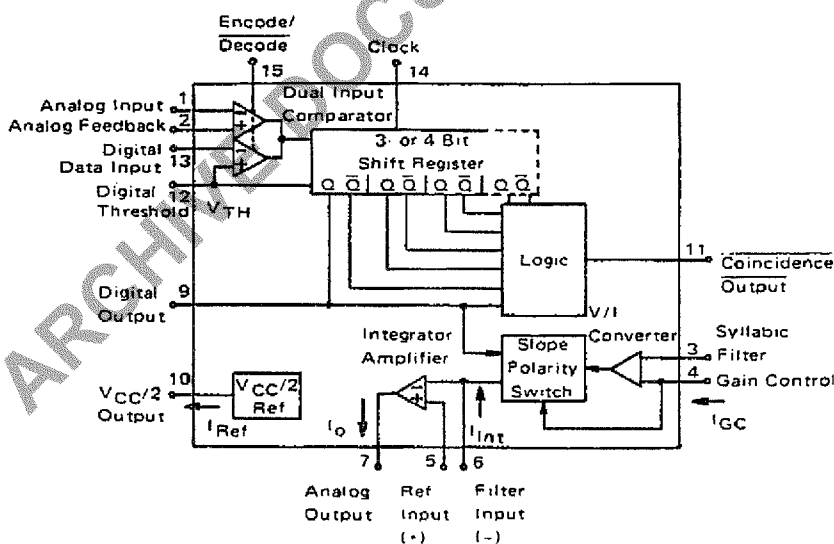 Encode/
Decode
Clock
15
14
1
Analog Input
Dual Input
Comparator
2
Analog Feedback
Digital
Data Input 13
3- or 4 Bit
Shift Register
Digital
12
Threshold
VTH
Q Q Q Q Q Q Q Q
Logic
11
Coincidence
Output
9
Digital
Output
V/I
Converter
Integrator
Amplifier
Slope
Polarity
Switch
Syllabic
3
Filter
4
Gain Control
10
VCC/2
Output
VCC/2
Ref
IRef
IO
IInt
IGC
7
5
6
Analog
Output
Ref
Input
(+)
Filter
Input
(-)
ARCHIVE DOC